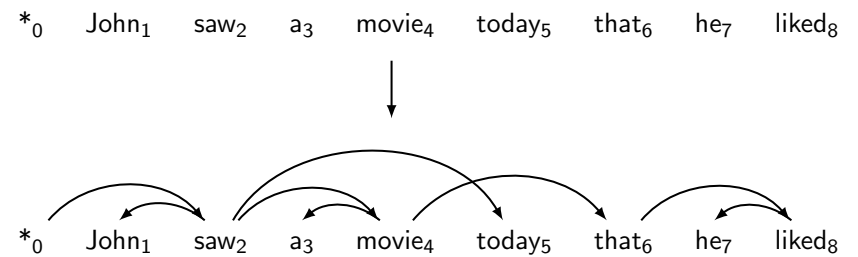 *₀ John₁ saw₂ a₃ movie₄ today₅ that₆ he₇ liked₈
*₀ John₁ saw₂ a₃ movie₄ today₅ that₆ he₇ liked₈